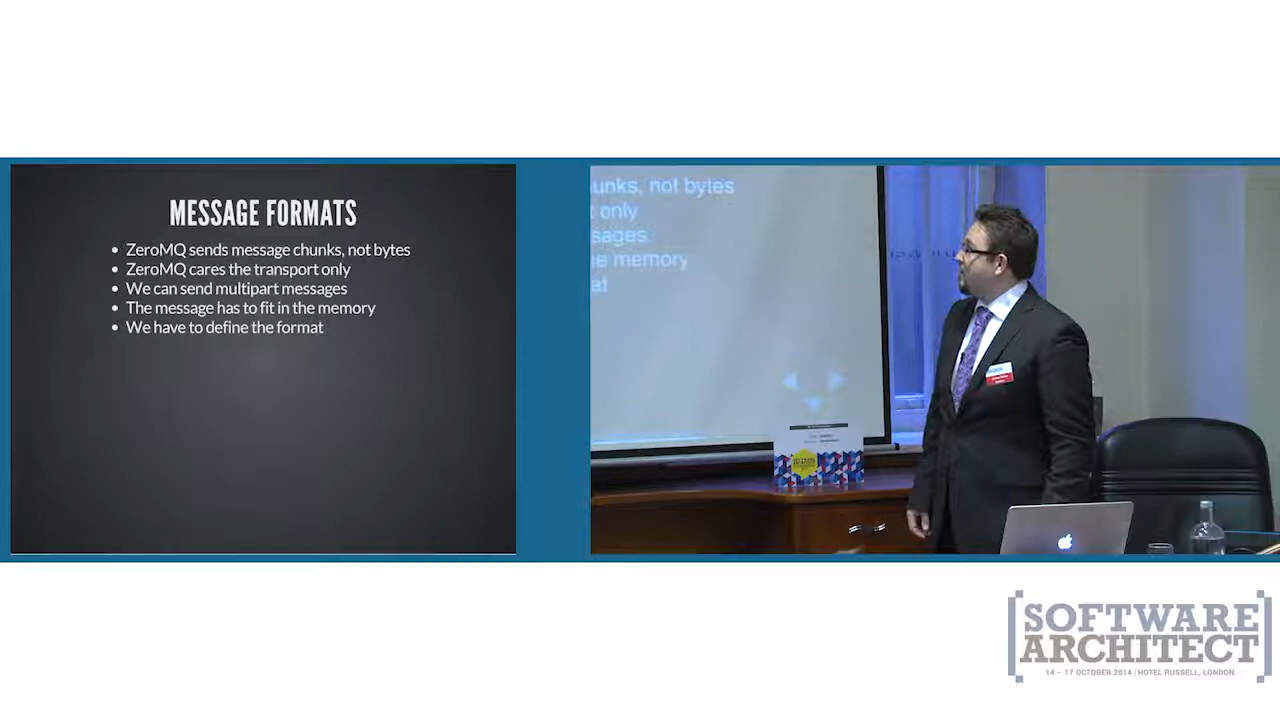 MESSAGE FORMATS
• ZeroMQ sends message chunks, not bytes
• ZeroMQ cares the transport only
• We can send multipart messages
• The message has to fit in the memory
• We have to define the format
unks, not bytes
only
sages
memory
at
SOFTWARE
ARCHITECT
[SOFTWARE
ARCHITECT]
14 – 17 OCTOBER 2014 | HOTEL RUSSELL, LONDON